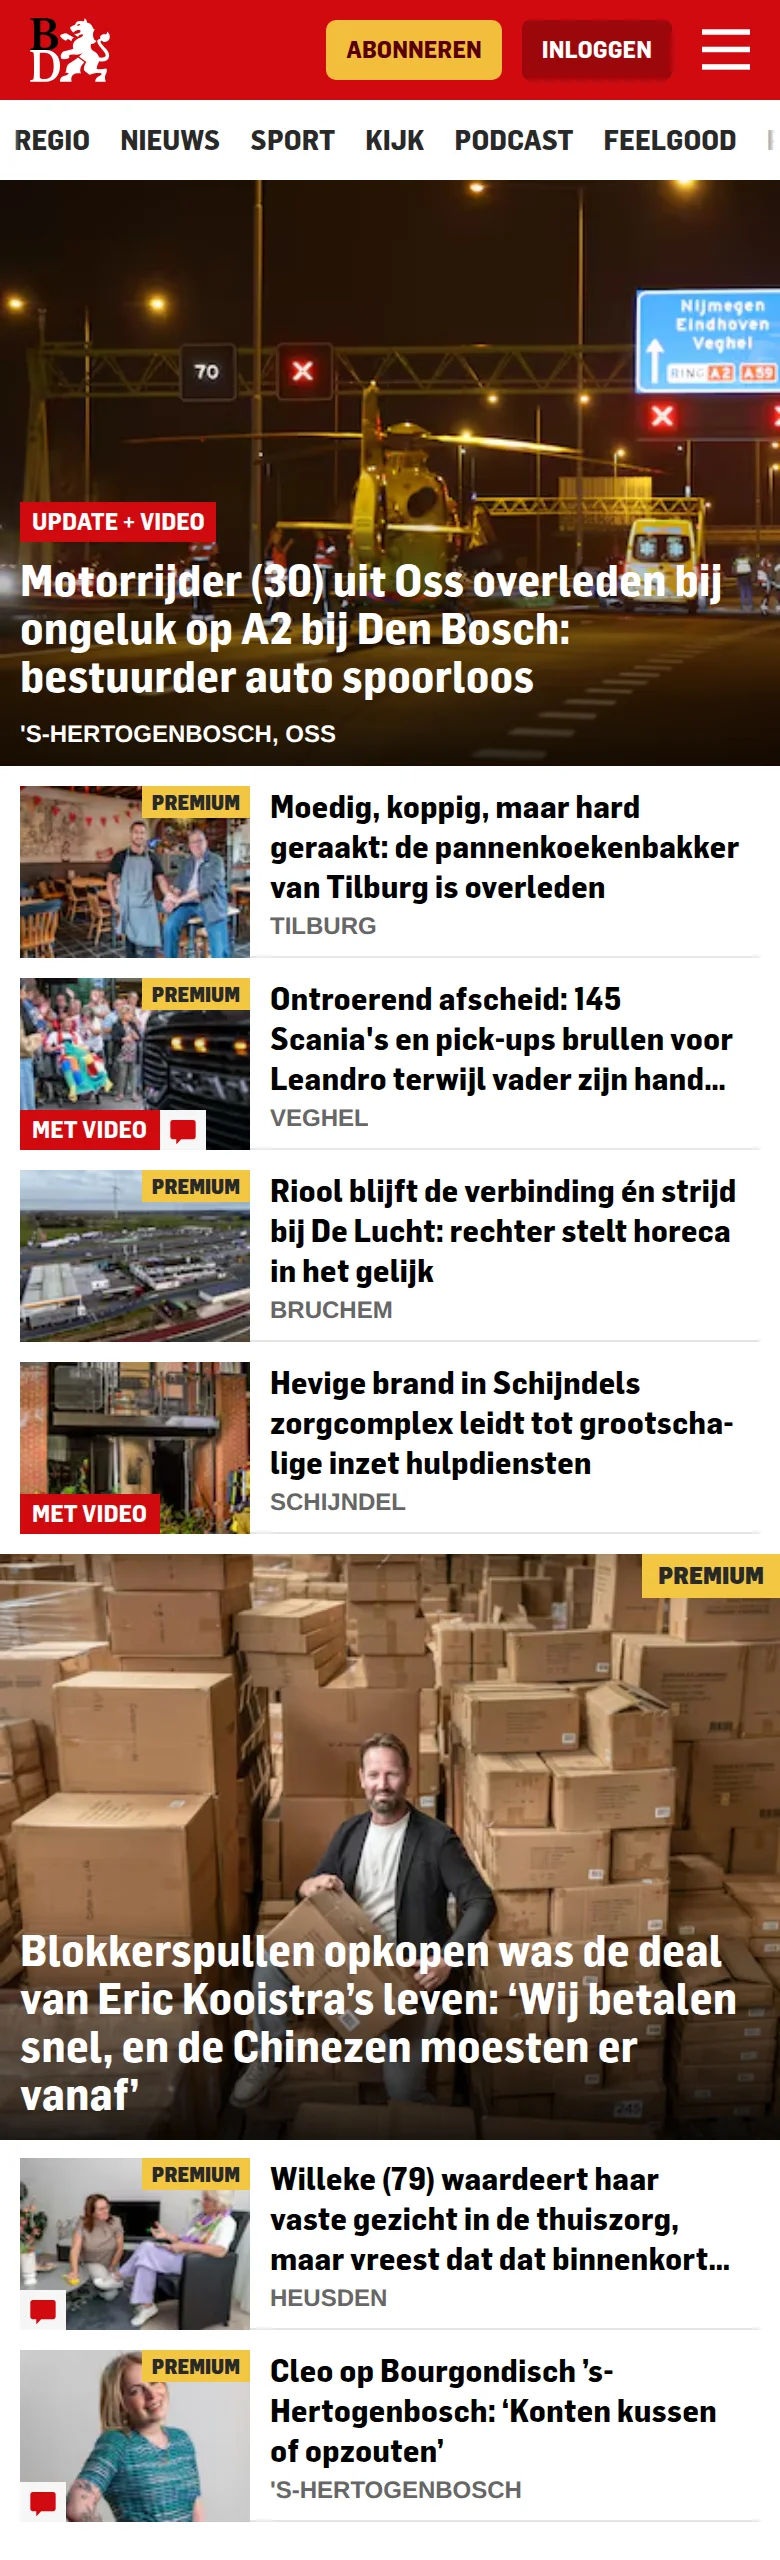 BD
ABONNEREN
INLOGGEN
REGIO NIEUWS SPORT KIJK PODCAST FEELGOOD
70
Nijmegen
Eindhoven
Veghel
RING A2 A59
UPDATE + VIDEO
Motorrijder (30) uit Oss overleden bij
ongeluk op A2 bij Den Bosch:
bestuurder auto spoorloos
'S-HERTOGENBOSCH, OSS
PREMIUM
Moedig, koppig, maar hard
geraakt: de pannenkoekenbakker
van Tilburg is overleden
TILBURG
PREMIUM
MET VIDEO
Ontroerend afscheid: 145
Scania's en pick-ups brullen voor
Leandro terwijl vader zijn hand...
VEGHEL
PREMIUM
Riool blijft de verbinding én strijd
bij De Lucht: rechter stelt horeca
in het gelijk
BRUCHEM
MET VIDEO
Hevige brand in Schijndels
zorgcomplex leidt tot grootscha-
lige inzet hulpdiensten
SCHIJNDEL
PREMIUM
Blokkerspullen opkopen was de deal
van Eric Kooistra’s leven: ‘Wij betalen
snel, en de Chinezen moesten er
vanaf’
PREMIUM
Willeke (79) waardeert haar
vaste gezicht in de thuiszorg,
maar vreest dat dat binnenkort...
HEUSDEN
PREMIUM
Cleo op Bourgondisch ’s-
Hertogenbosch: ‘Konten kussen
of opzouten’
'S-HERTOGENBOSCH